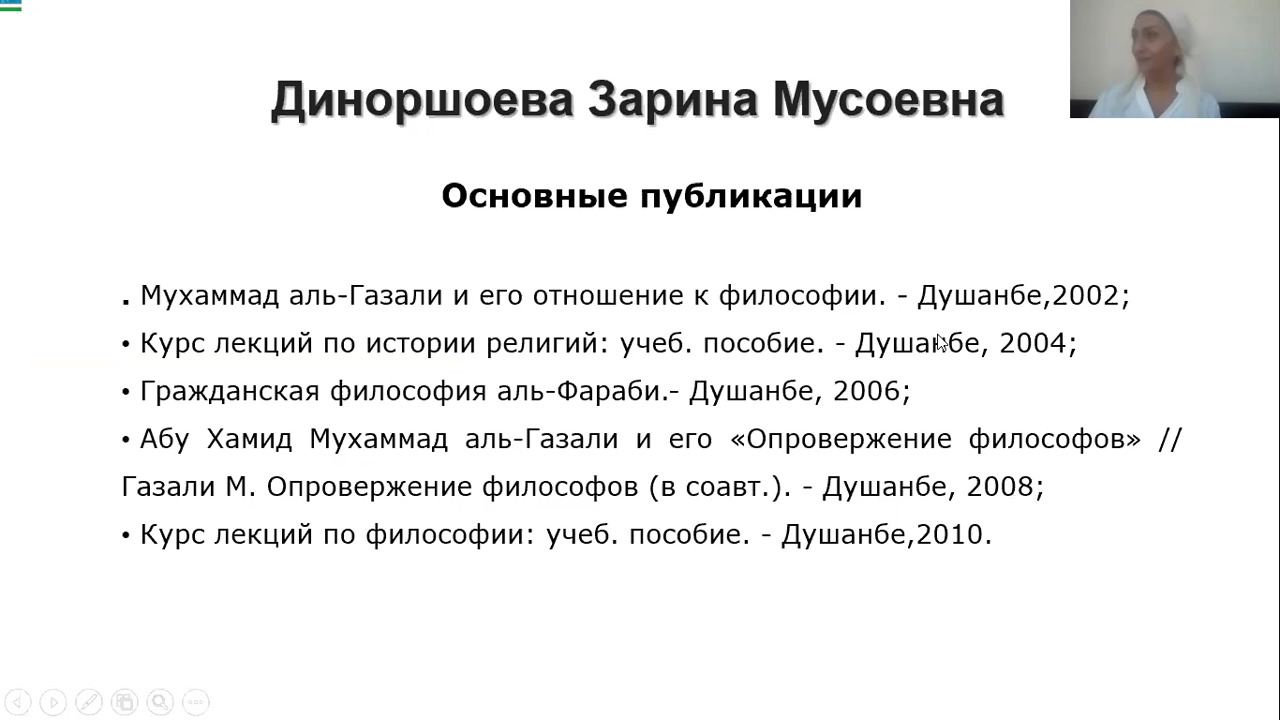 Диноршоева Зарина Мусоевна
Основные публикации
. Мухаммад аль-Газали и его отношение к философии. - Душанбе,2002;
• Курс лекций по истории религий: учеб. пособие. - Душанбе, 2004;
• Гражданская философия аль-Фараби.- Душанбе, 2006;
• Абу Хамид Мухаммад аль-Газали и его «Опровержение философов» //
Газали М. Опровержение философов (в соавт.). - Душанбе, 2008;
• Курс лекций по философии: учеб. пособие. - Душанбе,2010.